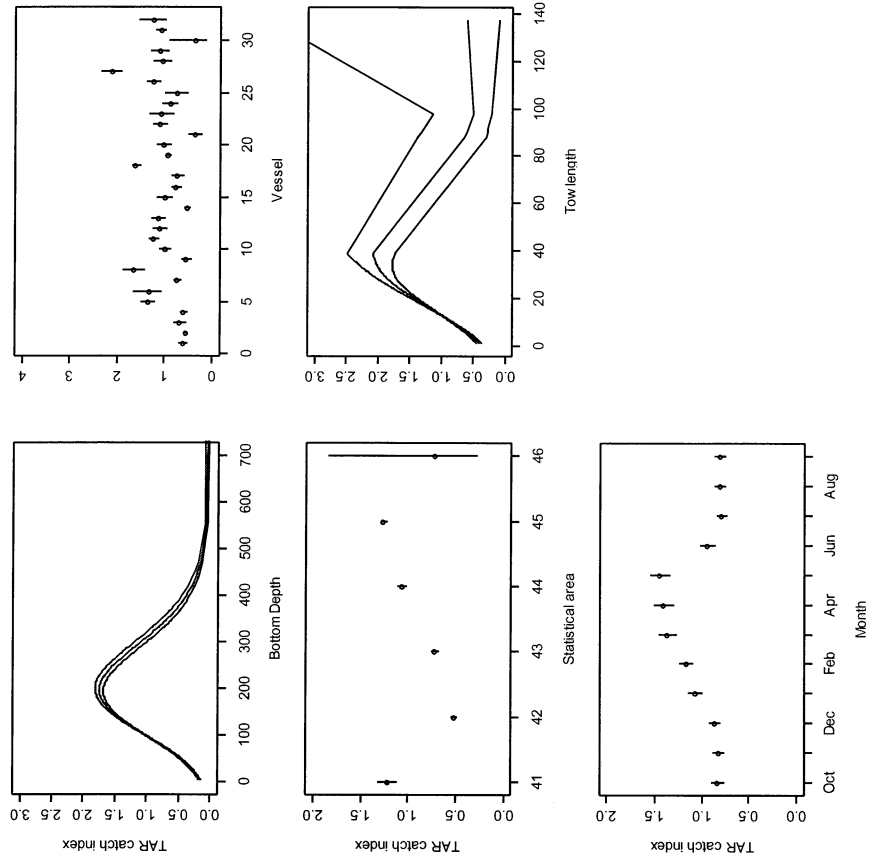 4
3
2
1
0
0 5 10 15 20 25 30
Vessel
3.0
2.5
2.0
1.5
1.0
0.5
0.0
0 20 40 60 80 100 120 140
Tow length
TAR catch index
3.0
2.5
2.0
1.5
1.0
0.5
0.0
0 100 200 300 400 500 600 700
Bottom Depth
TAR catch index
2.0
1.5
1.0
0.5
0.0
41 42 43 44 45 46
Statistical area
TAR catch index
2.0
1.5
1.0
0.5
0.0
Oct Dec Feb Apr Jun Aug
Month